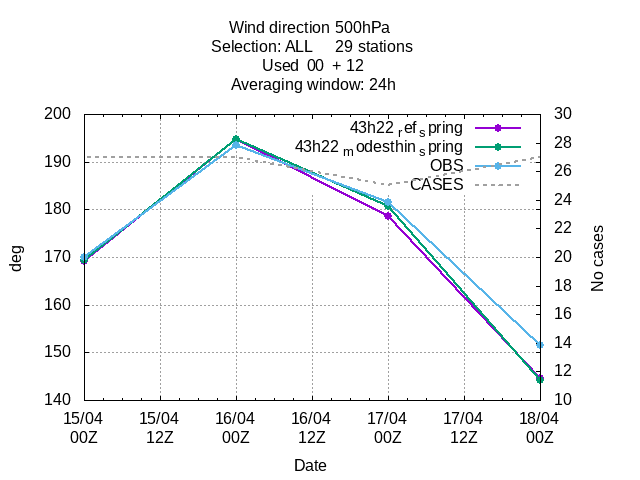 Wind direction 500hPa
Selection: ALL 29 stations
Used 00 + 12
Averaging window: 24h
43h22 ref spring
43h22 modesthin spring
OBS
CASES
200
190
180
170
160
150
140
deg
30
28
26
24
22
20
18
16
14
12
10
No cases
15/04 15/04 16/04 16/04 17/04 17/04 18/04
00Z 12Z 00Z 12Z 00Z 12Z 00Z
Date